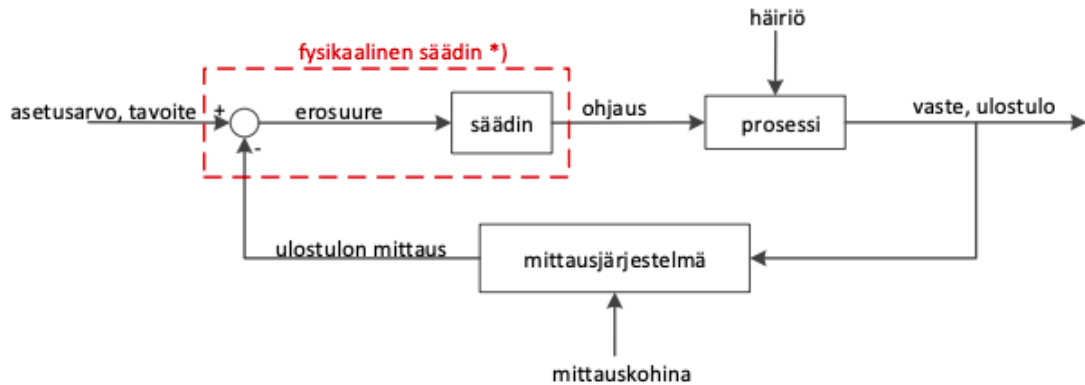 häiriö
fysikaalinen säädin *)
asetusarvo, tavoite
+
erosuure
säädin
ohjaus
prosessi
vaste, ulostulo
-
ulostulon mittaus
mittausjärjestelmä
mittauskohina